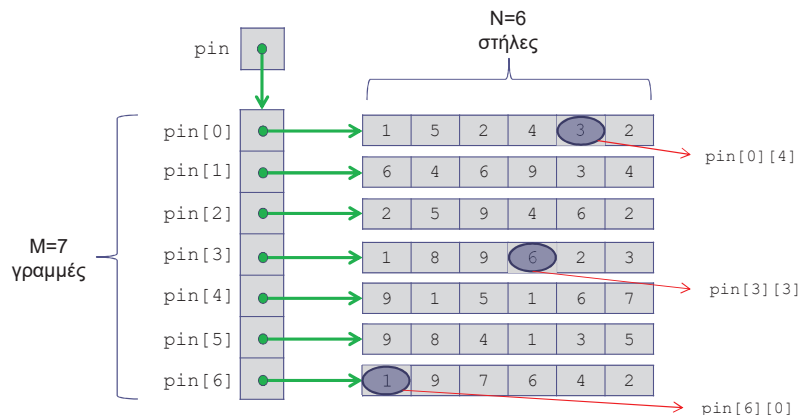 N=6
στήλες
pin
pin[0] 1 5 2 4 3 2
pin[0][4]
pin[1] 6 4 6 9 3 4
pin[2] 2 5 9 4 6 2
M=7
γραμμές
pin[3] 1 8 9 6 2 3
pin[3][3]
pin[4] 9 1 5 1 6 7
pin[5] 9 8 4 1 3 5
pin[6] 1 9 7 6 4 2
pin[6][0]